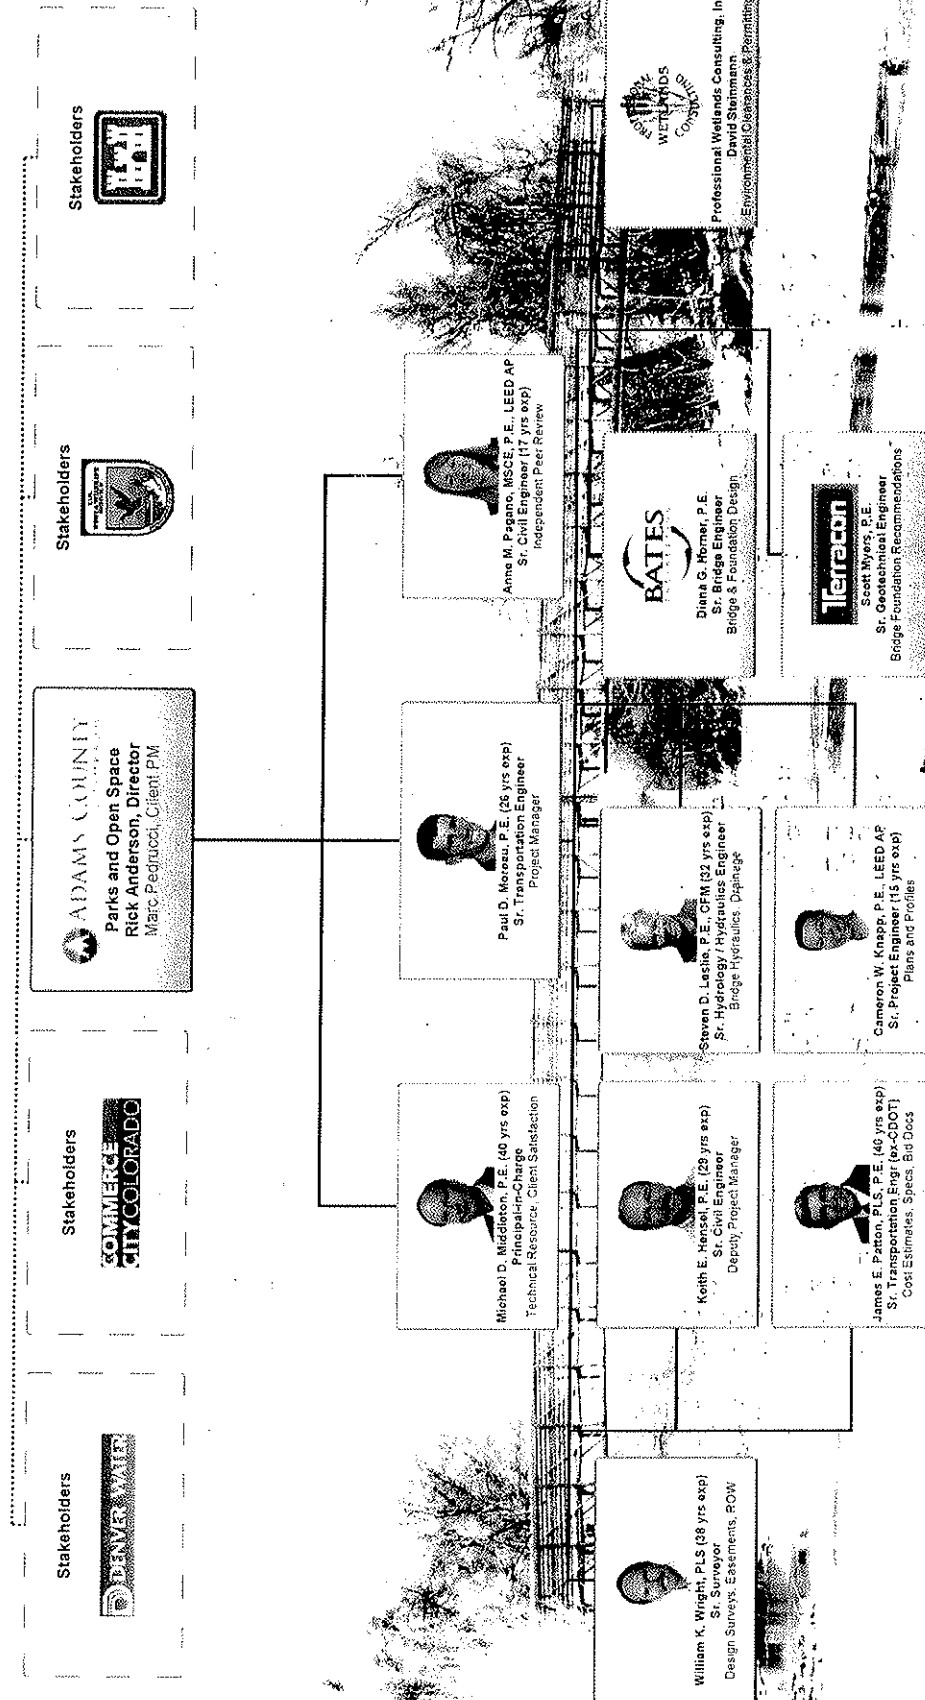 Stakeholders
DENVER WATER
Stakeholders
COMMERCE
CITYCOLORADO
ADAMS COUNTY
Parks and Open Space
Rick Anderson, Director
Marc Pedrucci, Client PM
Stakeholders
Stakeholders
Michael D. Middleton, P.E. (40 yrs exp)
Principal-in-Charge
Technical Resource, Client Satisfaction
Paul D. Moreau, P.E. (26 yrs exp)
Sr. Transportation Engineer
Project Manager
Anne M. Pagano, MSCE, P.E., LEED AP
Sr. Civil Engineer (17 yrs exp)
Independent Peer Review
William K. Wright, PLS (38 yrs exp)
Sr. Surveyor
Design Surveys, Easements, ROW
Keith E. Hensel, P.E. (29 yrs exp)
Sr. Civil Engineer
Deputy Project Manager
Steven D. Leslie, P.E., CFM (32 yrs exp)
Sr. Hydrology / Hydraulics Engineer
Bridge Hydraulics, Drainage
BATES
Diana G. Horner, P.E.
Sr. Bridge Engineer
Bridge & Foundation Design
PROFESSIONAL
WETLANDS
CONSULTING
Professional Wetlands Consulting, In
David Steinmann
Environmental Clearances & Permitting
James E. Patton, PLS, P.E. (40 yrs exp)
Sr. Transportation Engr (ex-CDOT)
Cost Estimates, Specs, Bid Docs
Cameron W. Knapp, P.E., LEED AP
Sr. Project Engineer (15 yrs exp)
Plans and Profiles
Terracon
Scott Myers, P.E.
Sr. Geotechnical Engineer
Bridge Foundation Recommendations